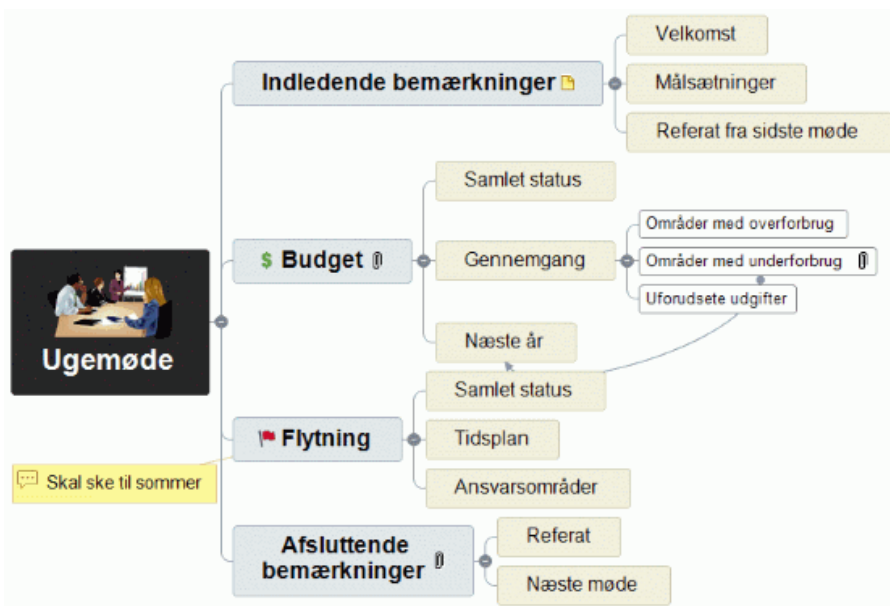 Ugemøde
Indledende bemærkninger
Velkomst
Målsætninger
Referat fra sidste møde
$ Budget
Samlet status
Gennemgang
Områder med overforbrug
Områder med underforbrug
Uforudsete udgifter
Næste år
Flytning
Skal ske til sommer
Samlet status
Tidsplan
Ansvarsområder
Afsluttende
bemærkninger
Referat
Næste møde